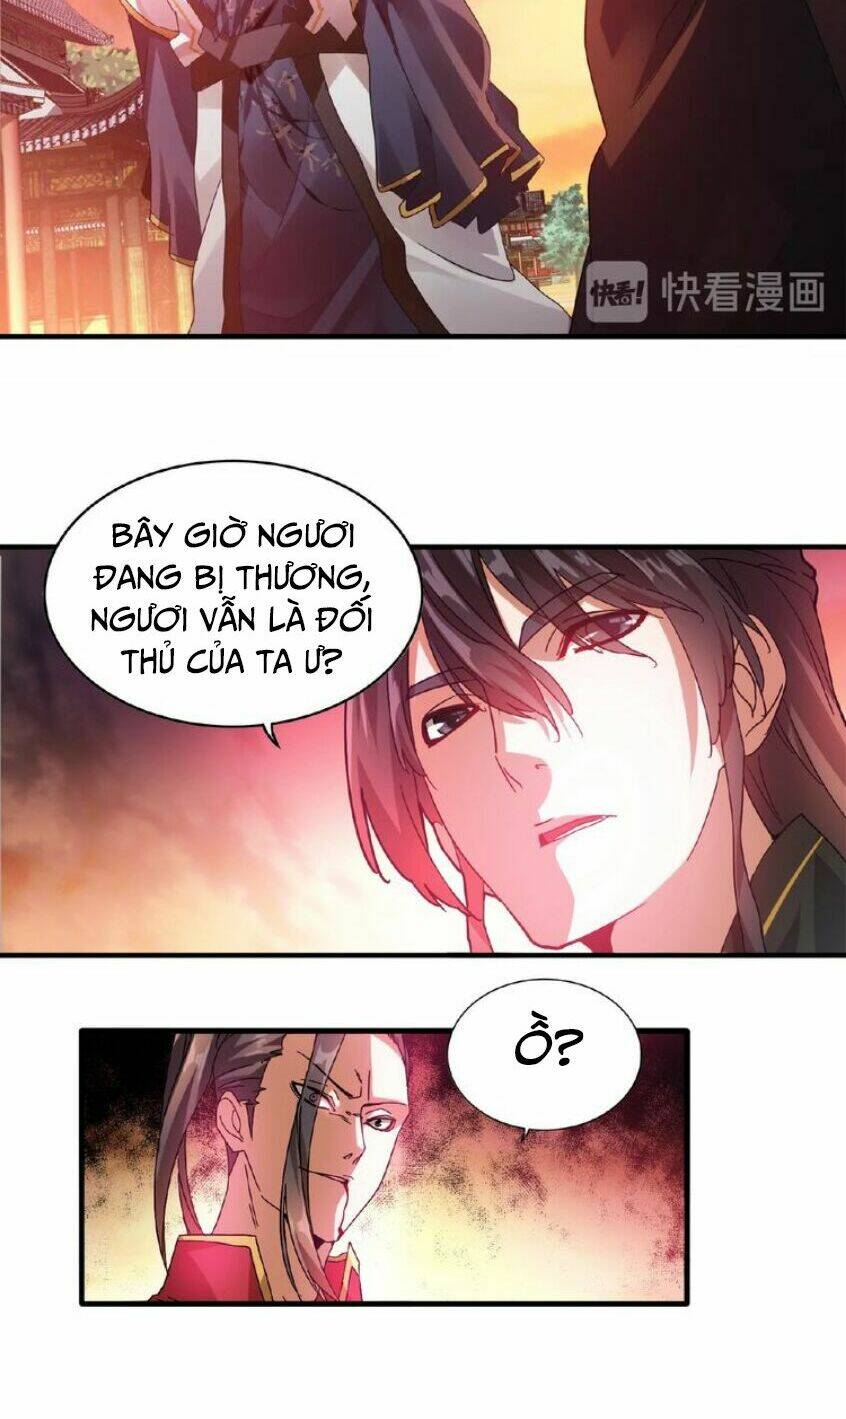 快看! 快看漫画
BÂY GIỜ NGƯƠI
ĐANG BỊ THƯƠNG,
NGƯƠI VẪN LÀ ĐỐI
THỦ CỦA TA Ư?
Ồ?